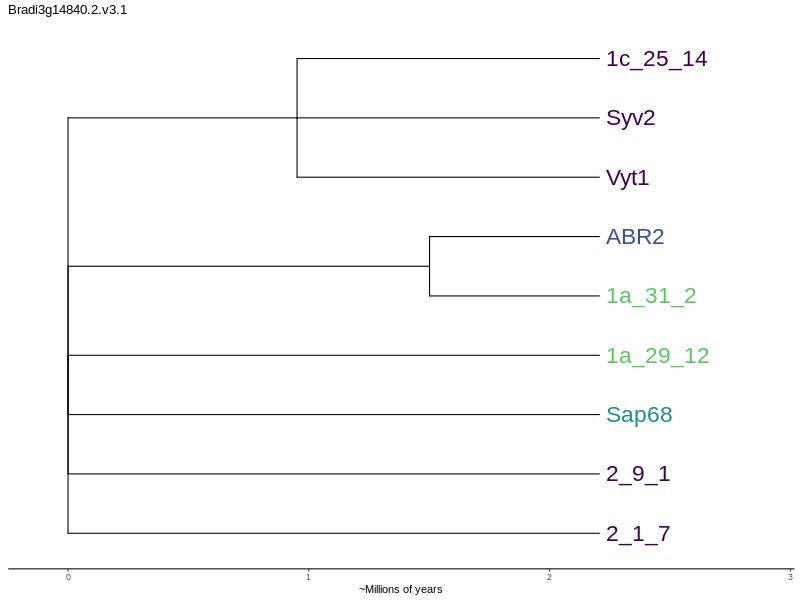 Bradi3g14840.2.v3.1
1c_25_14
Syv2
Vyt1
ABR2
1a_31_2
1a_29_12
Sap68
2_9_1
2_1_7
0 1 2 3
~Millions of years